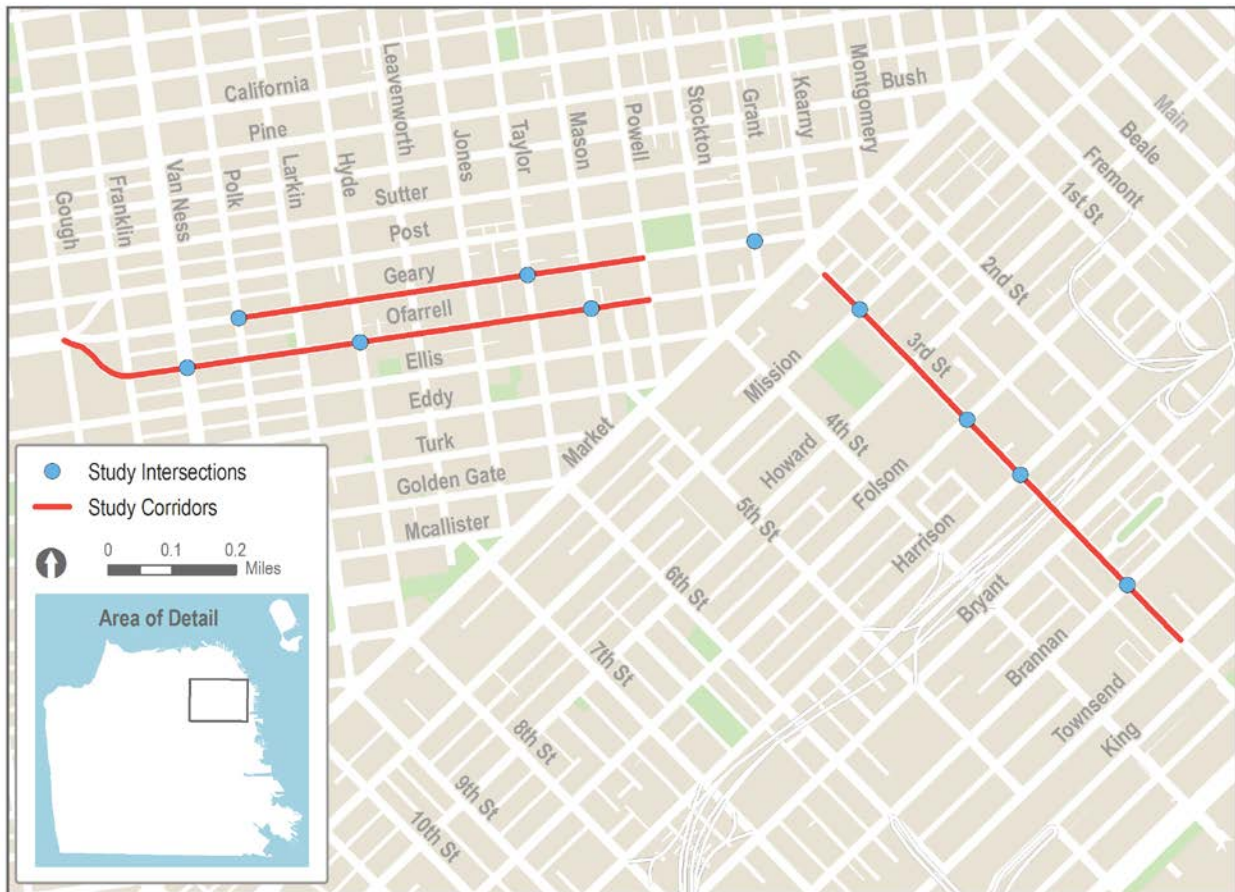 Leavenworth
Montgomery
California
Bush
Kearny
Grant
Stockton
Powell
Mason
Taylor
Jones
Pine
Main
Beale
Fremont
1st St
Hyde
Larkin
Polk
Van Ness
Franklin
Gough
Sutter
Post
Geary
Ofarrell
Ellis
Eddy
Turk
Golden Gate
Mcallister
Market
Mission
Howard
Folsom
Harrison
Bryant
Brannan
Townsend
King
2nd St
3rd St
4th St
5th St
6th St
7th St
8th St
9th St
10th St
Study Intersections
Study Corridors
0 0.1 0.2
Miles
Area of Detail